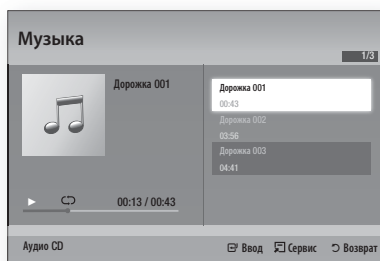 Музыка
1/3
Дорожка 001
00:13 / 00:43
Дорожка 001
00:43
Дорожка 002
03:56
Дорожка 003
04:41
Аудио CD
Ввод Сервис Возврат